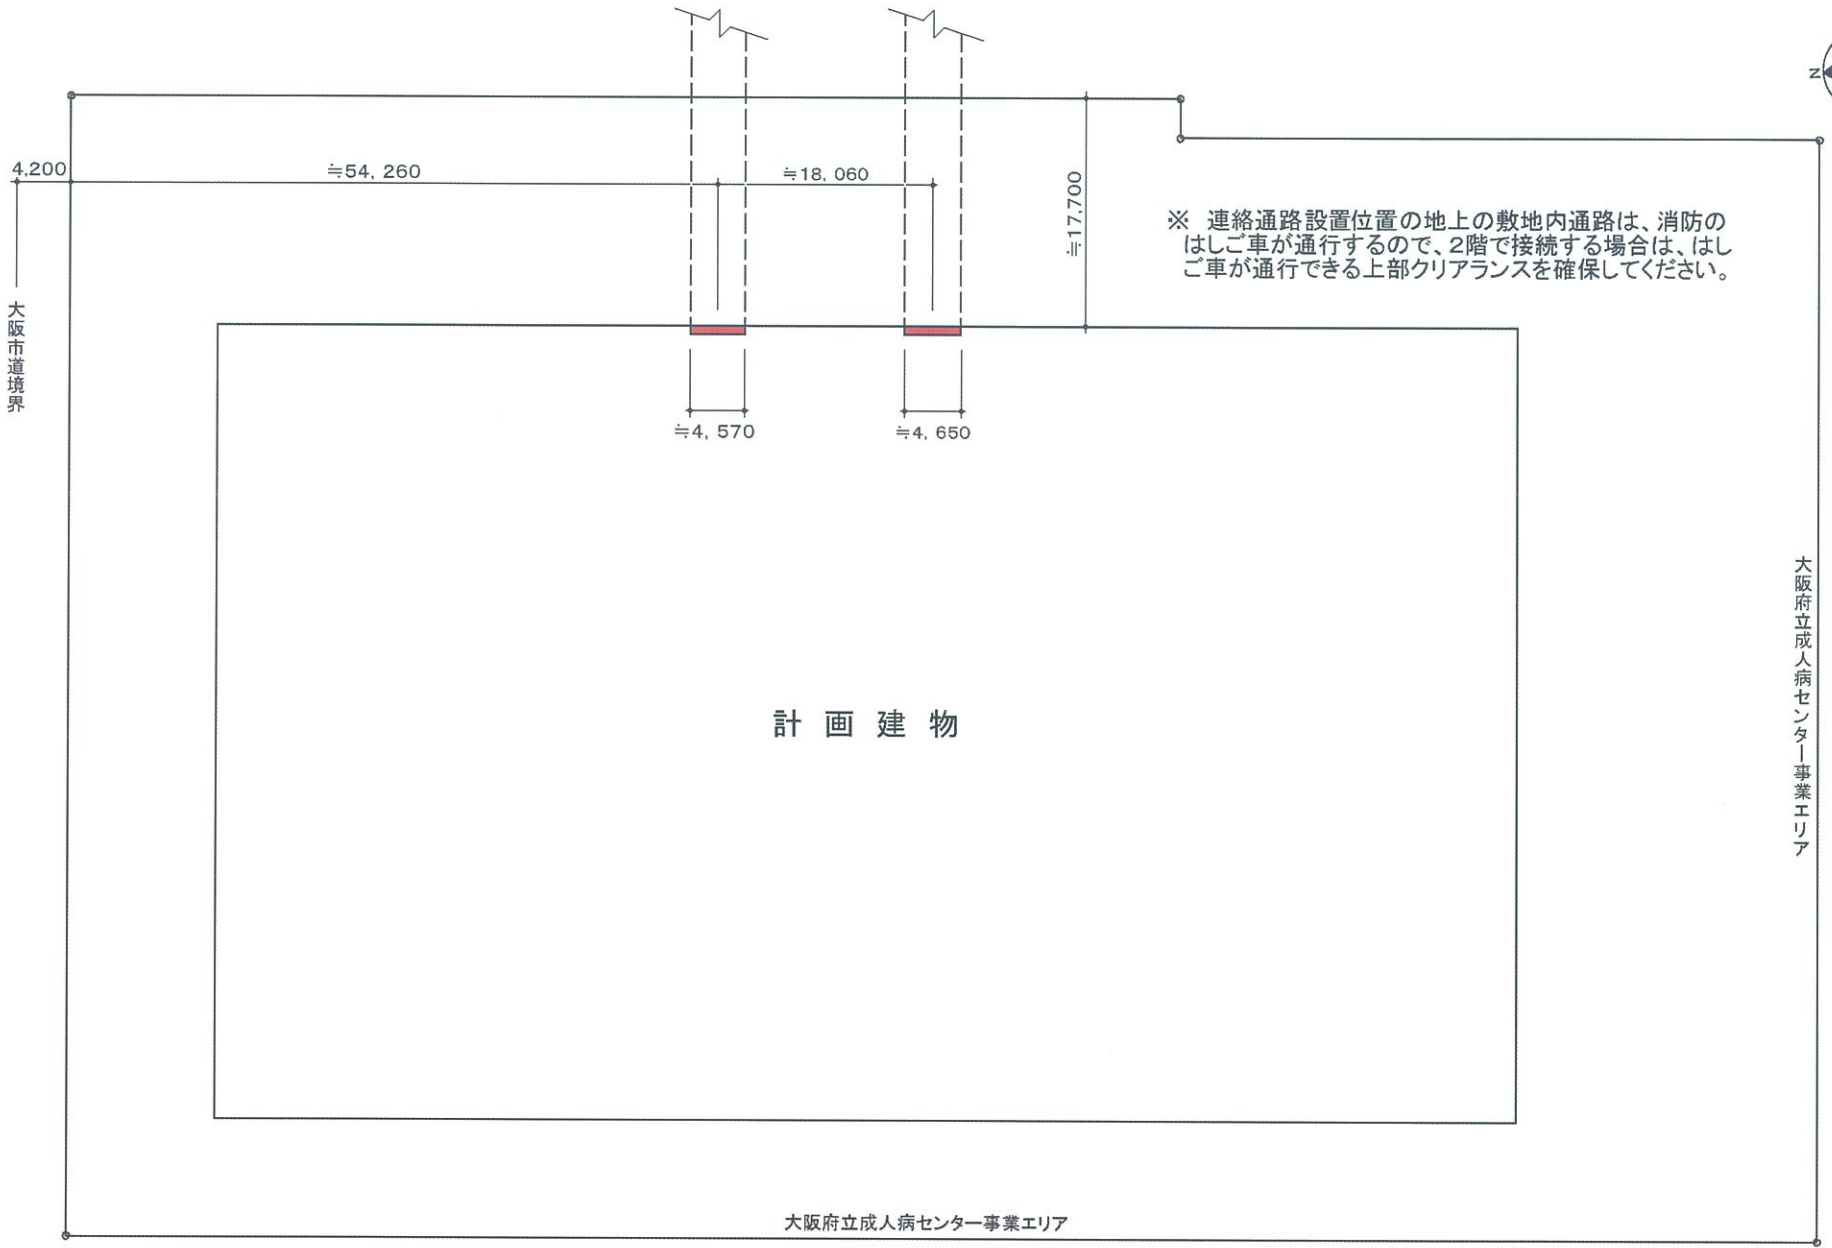 N
4,200
≒54, 260
≒18, 060
≒17,700
※ 連絡通路設置位置の地上の敷地内通路は、消防の
はしご車が通行するので、2階で接続する場合は、はし
ご車が通行できる上部クリアランスを確保してください。
大阪市道境界
≒4, 570
≒4, 650
計画建物
大阪府立成人病センター事業エリア
大阪府立成人病センター事業エリア